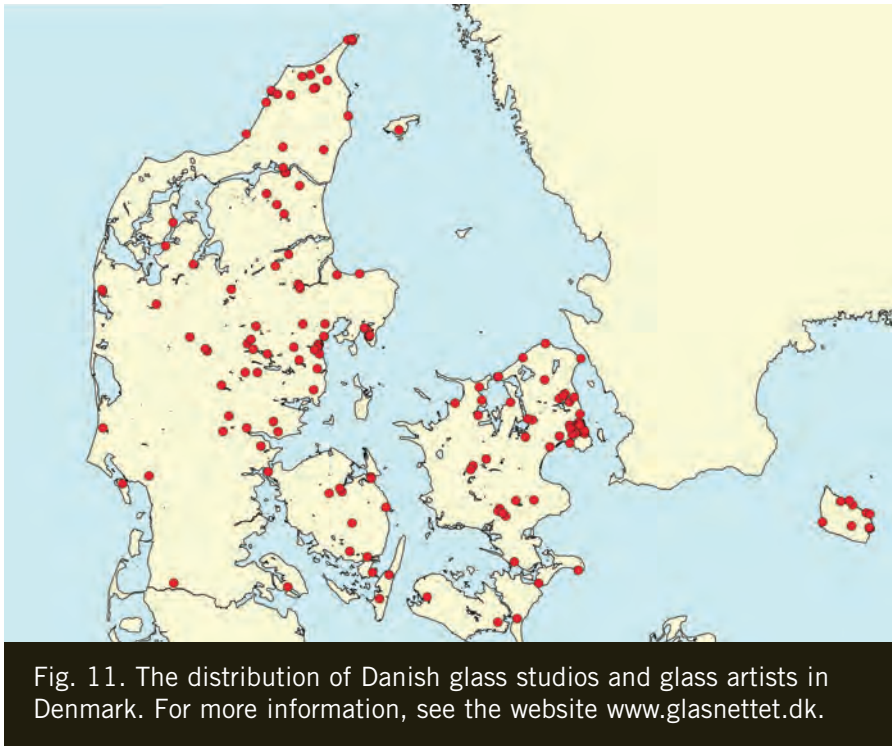 Fig. 11. The distribution of Danish glass studios and glass artists in
Denmark. For more information, see the website www.glasnettet.dk.